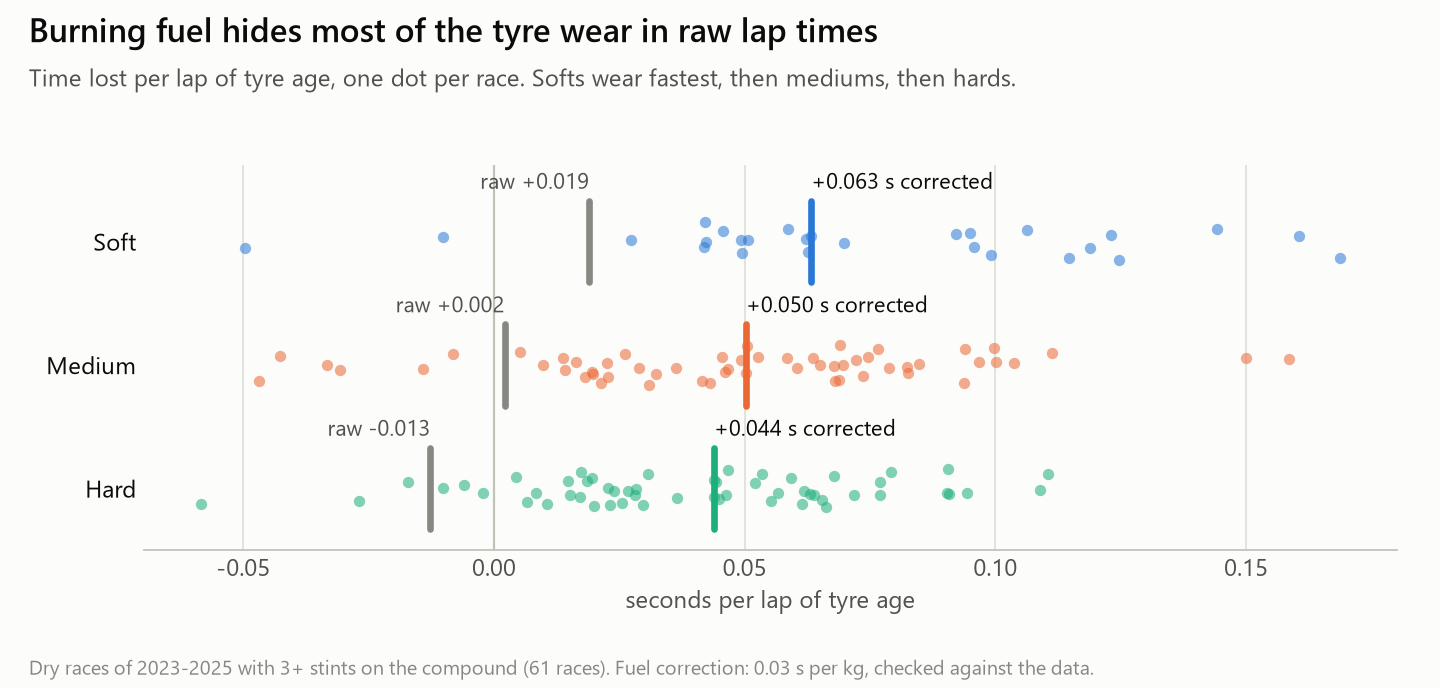 Burning fuel hides most of the tyre wear in raw lap times
Time lost per lap of tyre age, one dot per race. Softs wear fastest, then mediums, then hards.
raw +0.019
+0.063 s corrected
Soft
raw +0.002
+0.050 s corrected
Medium
raw -0.013
+0.044 s corrected
Hard
-0.05
0.00
0.05
0.10
0.15
seconds per lap of tyre age
Dry races of 2023-2025 with 3+ stints on the compound (61 races). Fuel correction: 0.03 s per kg, checked against the data.